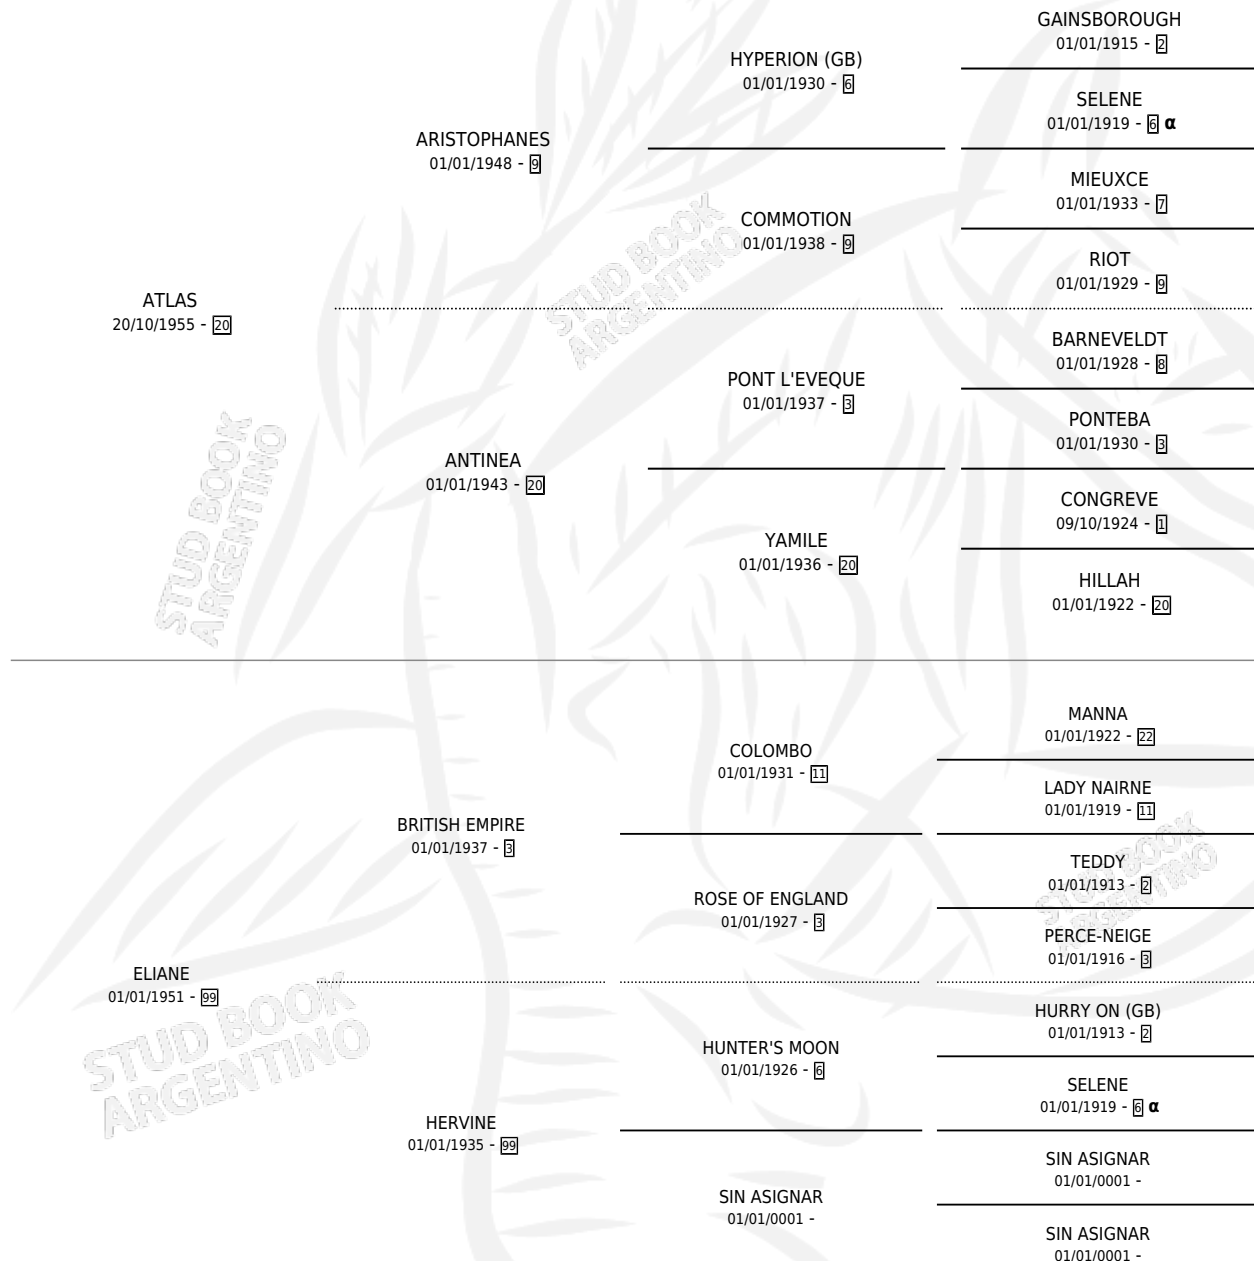 GAINSBOROUGH
01/01/1915 - 2
HYPERION (GB)
01/01/1930 - 6
SELENE
01/01/1919 - 6 α
ARISTOPHANES
01/01/1948 - 9
MIEUXCE
01/01/1933 - 7
COMMOTION
01/01/1938 - 9
RIOT
01/01/1929 - 9
ATLAS
20/10/1955 - 20
BARNEVELDT
01/01/1928 - 8
PONT L'EVEQUE
01/01/1937 - 3
PONTEBA
01/01/1930 - 3
ANTINEA
01/01/1943 - 20
CONGREVE
09/10/1924 - 1
YAMILE
01/01/1936 - 20
HILLAH
01/01/1922 - 20
MANNA
01/01/1922 - 22
COLOMBO
01/01/1931 - 11
LADY NAIRNE
01/01/1919 - 11
BRITISH EMPIRE
01/01/1937 - 3
TEDDY
01/01/1913 - 2
ROSE OF ENGLAND
01/01/1927 - 3
PERCE-NEIGE
01/01/1916 - 3
ELIANE
01/01/1951 - 99
HURRY ON (GB)
01/01/1913 - 2
HUNTER'S MOON
01/01/1926 - 6
SELENE
01/01/1919 - 6 α
HERVINE
01/01/1935 - 99
SIN ASIGNAR
01/01/0001 -
SIN ASIGNAR
01/01/0001 -
SIN ASIGNAR
01/01/0001 -
STUD BOOK
ARGENTINO
STUD BOOK
ARGENTINO
STUD BOOK
ARGENTINO
STUD BOOK
ARGENTINO